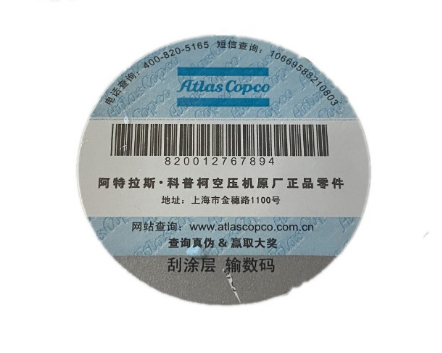 电话查询:400-820-5165 短信查询:10669588210803
Atlas Copco
820012767894
阿特拉斯·科普柯空压机原厂正品零件
地址:上海市金穗路1100号
网站查询:www.atlascopco.com.cn
查询真伪&赢取大奖
刮涂层 输数码